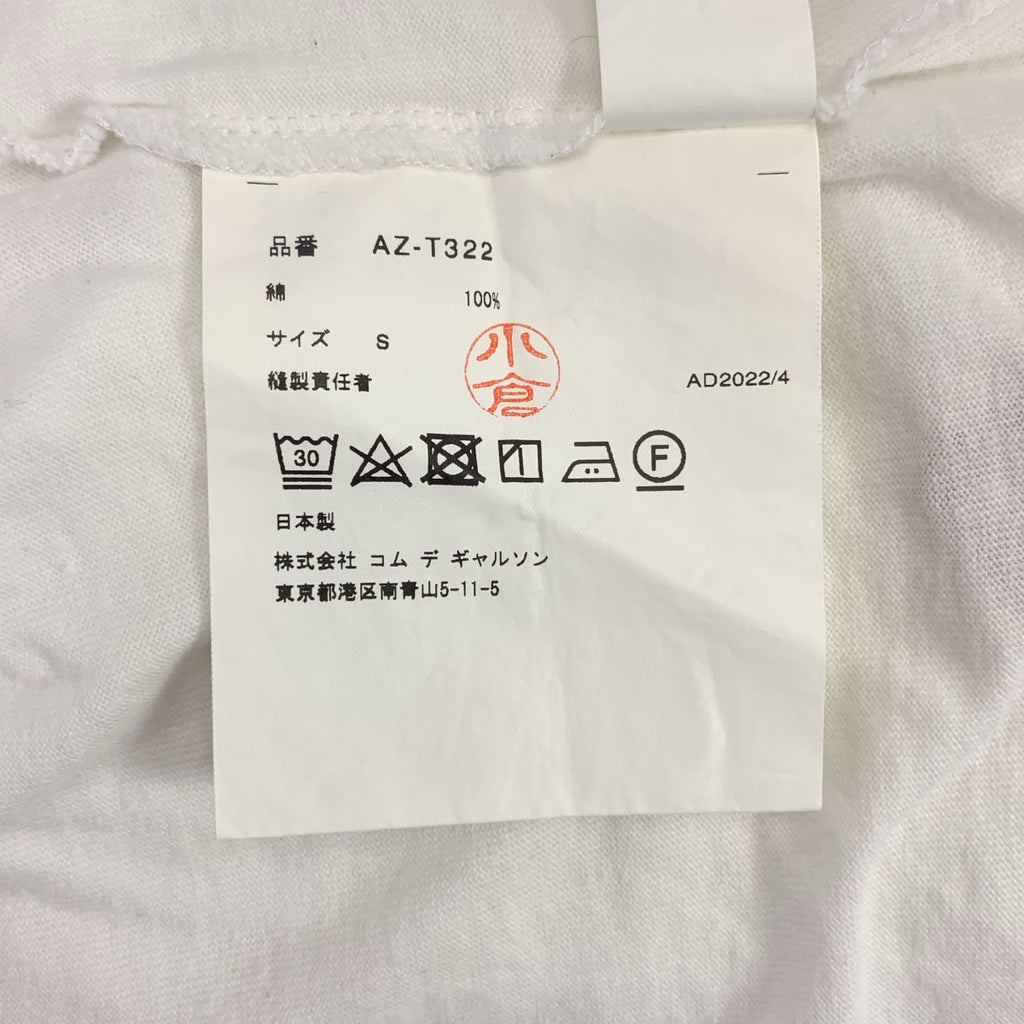 品番 AZ-T322
綿 100%
サイズ S
小倉
縫製責任者 AD2022/4
30 F
日本製
株式会社 コム デ ギャルソン
東京都港区南青山5-11-5